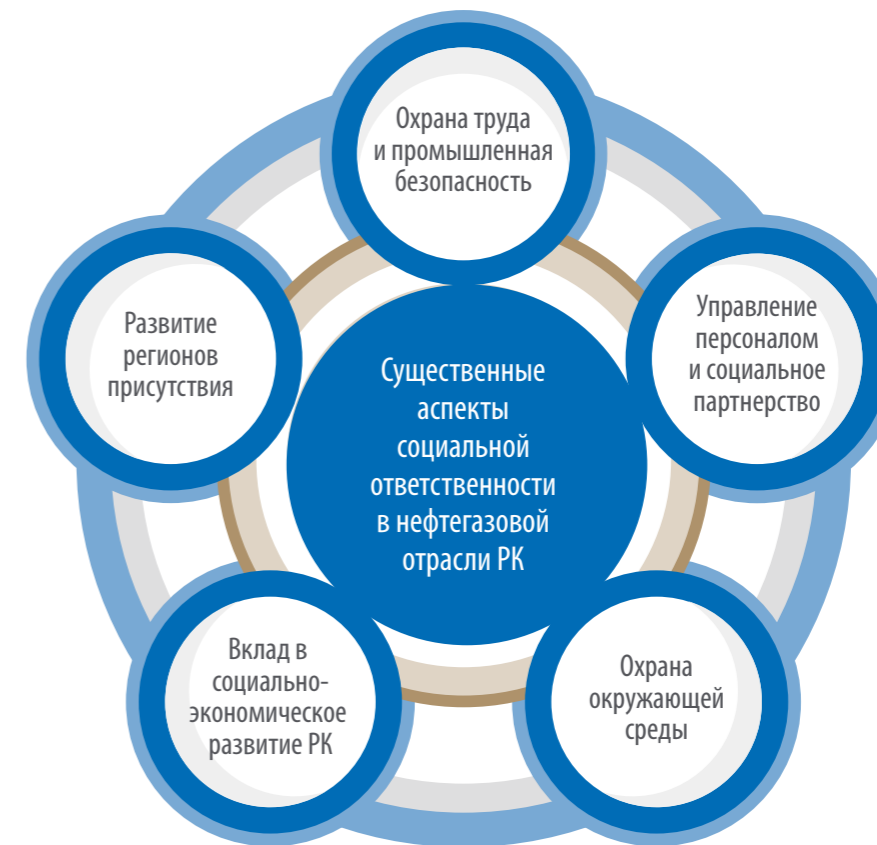 Охрана труда
и промышленная
безопасность
Управление
персоналом
и социальное
партнерство
Развитие
регионов
присутствия
Существенные
аспекты
социальной
ответственности
в нефтегазовой
отрасли РК
Вклад в
социально-
экономическое
развитие РК
Охрана
окружающей
среды